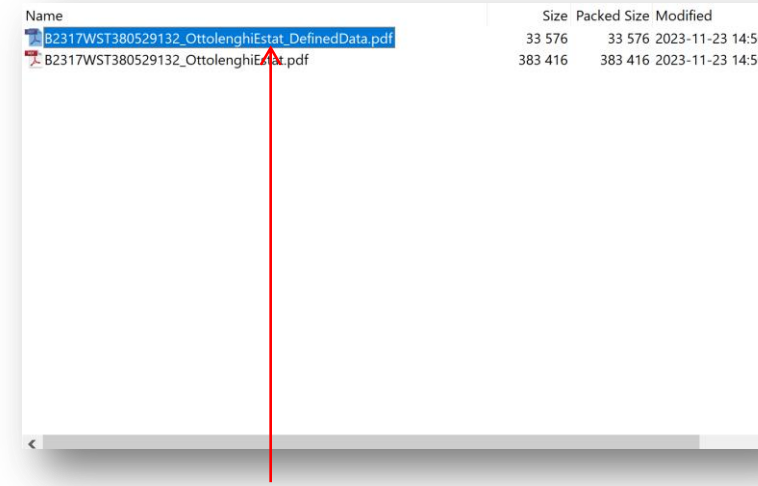 Name Size Packed Size Modified
B2317WST380529132_OttolenghiEstat_DefinedData.pdf 33 576 33 576 2023-11-23 14:5
B2317WST380529132_OttolenghiEstat.pdf 383 416 383 416 2023-11-23 14:5